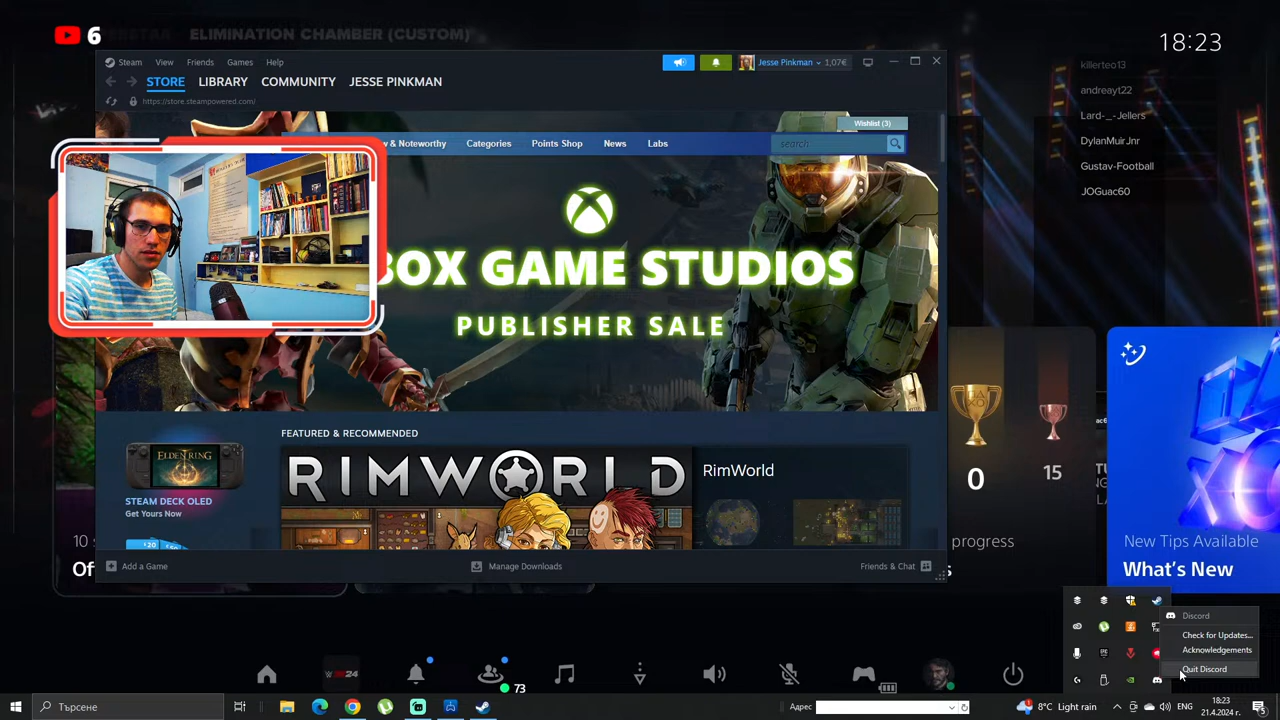 6
ELIMINATION CHAMBER (CUSTOM)
18:23
Steam View Friends Games Help
Jesse Pinkman 1,07€
STORE LIBRARY COMMUNITY JESSE PINKMAN
https://store.steampowered.com/
killerteo13
andreayt22
Lard-_-Jellers
DylanMuirJnr
Gustav-Football
JOGuac60
Wishlist (3)
& Noteworthy Categories Points Shop News Labs
search
BOX GAME STUDIOS
PUBLISHER SALE
FEATURED & RECOMMENDED
ELDEN RING
STEAM DECK OLED
Get Yours Now
RIMWORLD
RimWorld
0
15
10
Of
progress
New Tips Available
What's New
Add a Game
Manage Downloads
Friends & Chat
Discord
Check for Updates...
Acknowledgements
Quit Discord
2K24
73
Търсене
Адрес
8°C Light rain
ENG
18:23
21.4.2024 г.
5